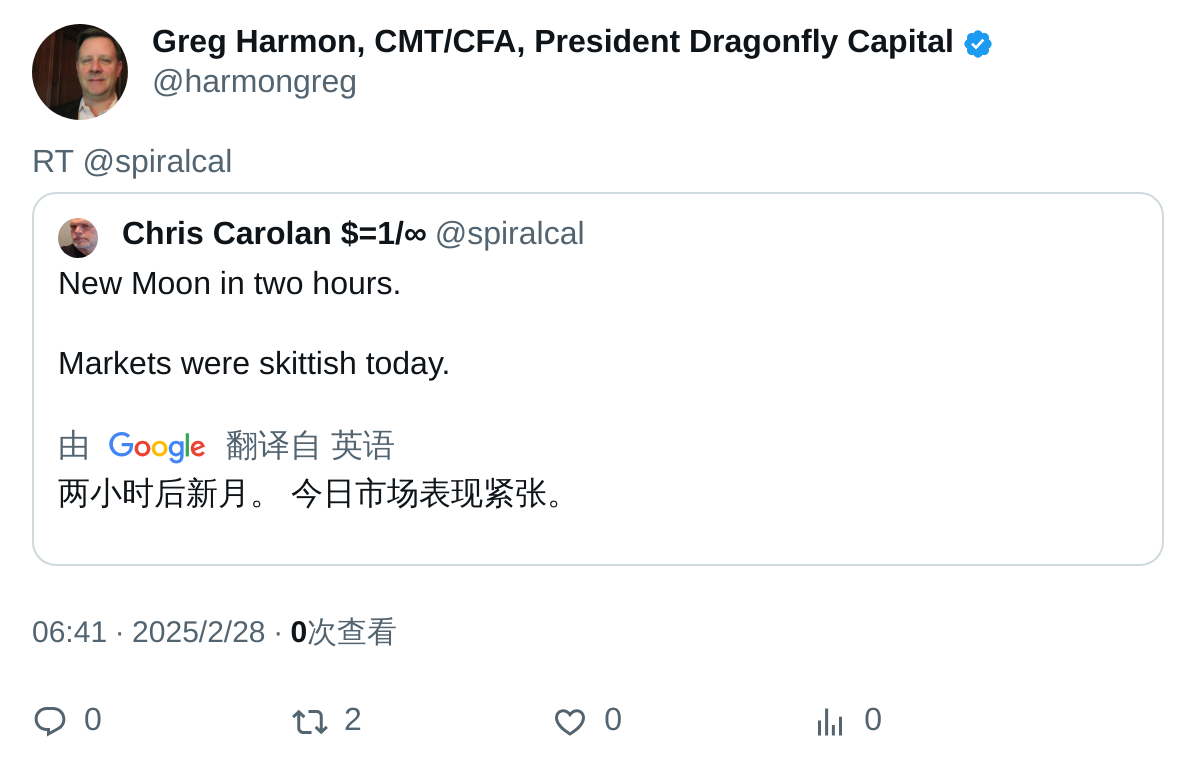 Greg Harmon, CMT/CFA, President Dragonfly Capital
@harmongreg
RT @spiralcal
Chris Carolan $=1/∞ @spiralcal
New Moon in two hours.
Markets were skittish today.
由 Google 翻译自 英语
两小时后新月。 今日市场表现紧张。
06:41 · 2025/2/28 · 0次查看
0 2 0 0